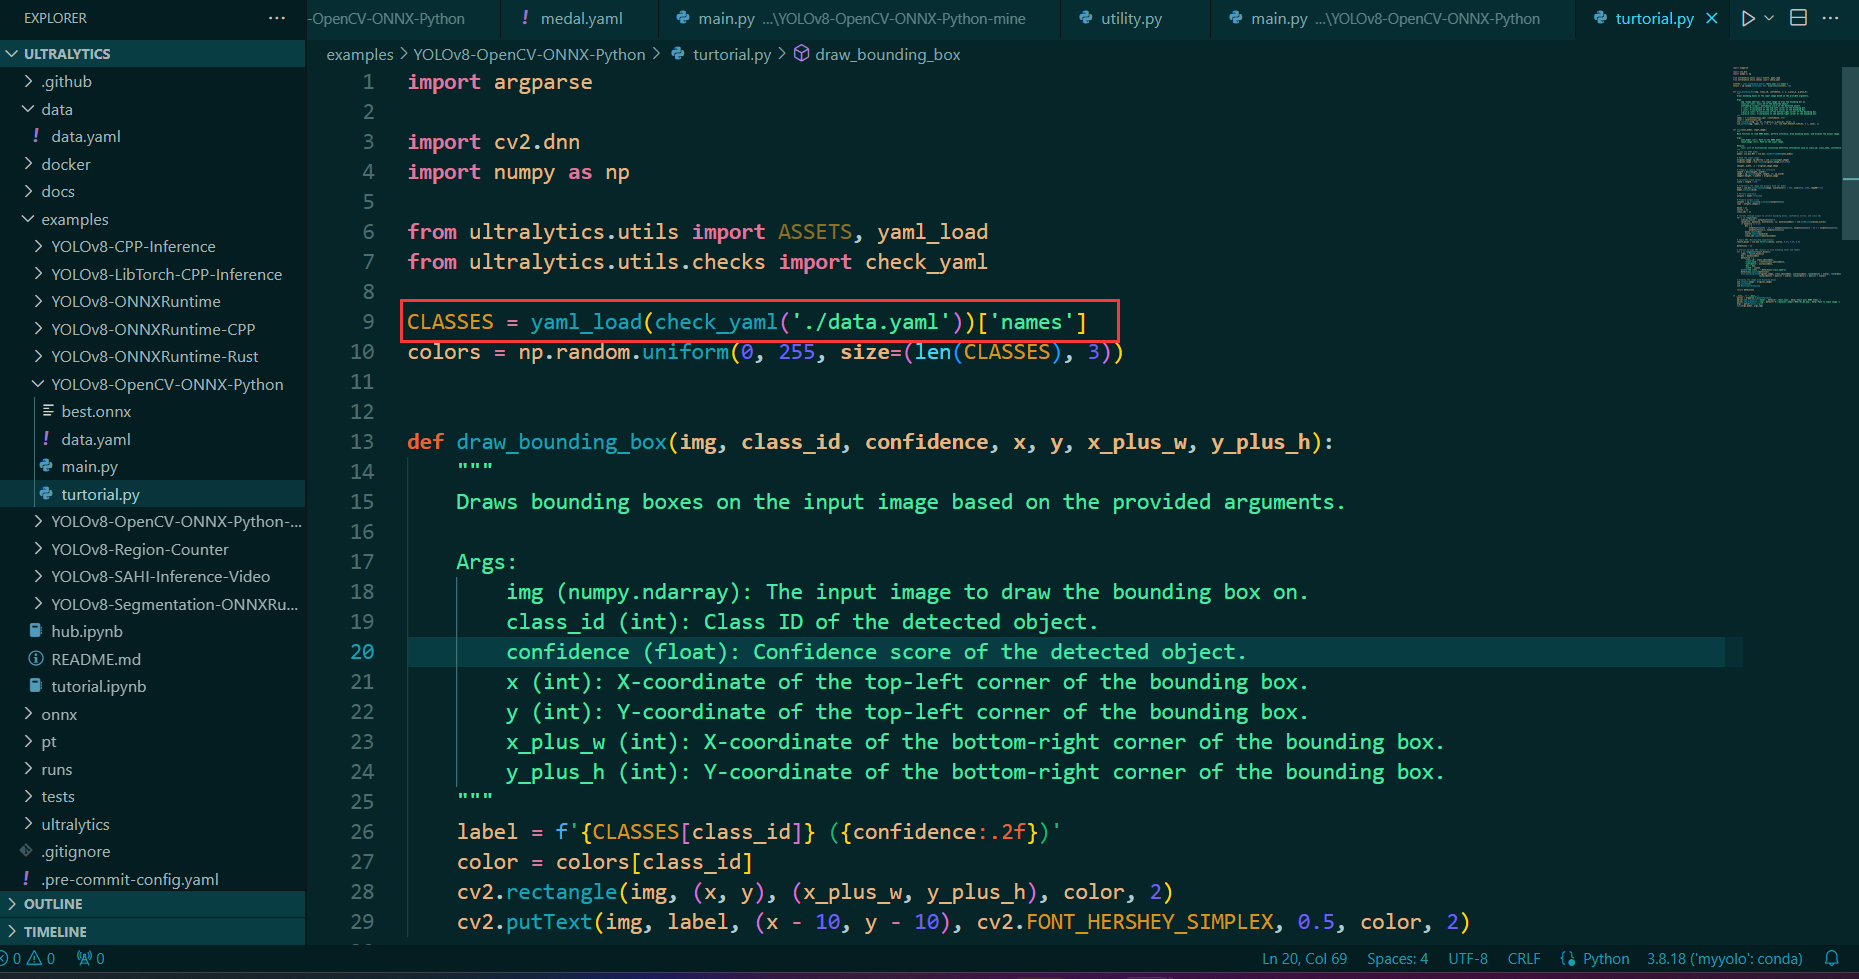 EXPLORER
ULTRALYTICS
.github
data
data.yaml
docker
docs
examples
YOLOv8-CPP-Inference
YOLOv8-LibTorch-CPP-Inference
YOLOv8-ONNXRuntime
YOLOv8-ONNXRuntime-CPP
YOLOv8-ONNXRuntime-Rust
YOLOv8-OpenCV-ONNX-Python
best.onnx
data.yaml
main.py
turtorial.py
YOLOv8-OpenCV-ONNX-Python-...
YOLOv8-Region-Counter
YOLOv8-SAHI-Inference-Video
YOLOv8-Segmentation-ONNXRu...
hub.ipynb
README.md
tutorial.ipynb
onnx
pt
runs
tests
ultralytics
.gitignore
.pre-commit-config.yaml
OUTLINE
TIMELINE
-OpenCV-ONNX-Python ! medal.yaml main.py ...\YOLOv8-OpenCV-ONNX-Python-mine utility.py main.py ...\YOLOv8-OpenCV-ONNX-Python turtorial.py
examples > YOLOv8-OpenCV-ONNX-Python > turtorial.py > draw_bounding_box
1 import argparse
2
3 import cv2.dnn
4 import numpy as np
5
6 from ultralytics.utils import ASSETS, yaml_load
7 from ultralytics.utils.checks import check_yaml
8
9 CLASSES = yaml_load(check_yaml('./data.yaml'))['names']
10 colors = np.random.uniform(0, 255, size=(len(CLASSES), 3))
11
12
13 def draw_bounding_box(img, class_id, confidence, x, y, x_plus_w, y_plus_h):
14 """
15 Draws bounding boxes on the input image based on the provided arguments.
16
17 Args:
18 img (numpy.ndarray): The input image to draw the bounding box on.
19 class_id (int): Class ID of the detected object.
20 confidence (float): Confidence score of the detected object.
21 x (int): X-coordinate of the top-left corner of the bounding box.
22 y (int): Y-coordinate of the top-left corner of the bounding box.
23 x_plus_w (int): X-coordinate of the bottom-right corner of the bounding box.
24 y_plus_h (int): Y-coordinate of the bottom-right corner of the bounding box.
25 """
26 label = f'{CLASSES[class_id]} ({confidence:.2f})'
27 color = colors[class_id]
28 cv2.rectangle(img, (x, y), (x_plus_w, y_plus_h), color, 2)
29 cv2.putText(img, label, (x - 10, y - 10), cv2.FONT_HERSHEY_SIMPLEX, 0.5, color, 2)
0 0 0 Ln 20, Col 69 Spaces: 4 UTF-8 CRLF Python 3.8.18 ('myyolo': conda)